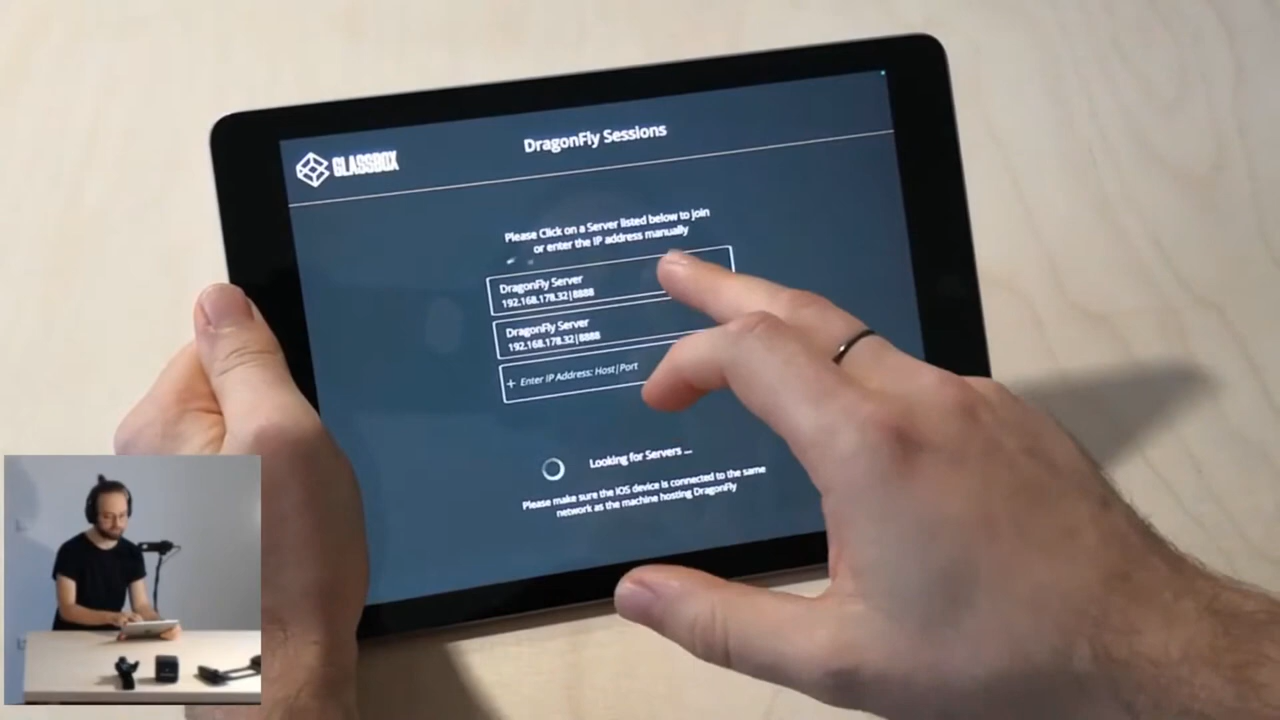 GLASSBOX
DragonFly Sessions
Please Click on a Server listed below to join
or enter the IP address manually
DragonFly Server
192.168.178.32|8888
DragonFly Server
192.168.178.32|8888
+ Enter IP Address: Host|Port
Looking for Servers ...
Please make sure the iOS device is connected to the same
network as the machine hosting DragonFly